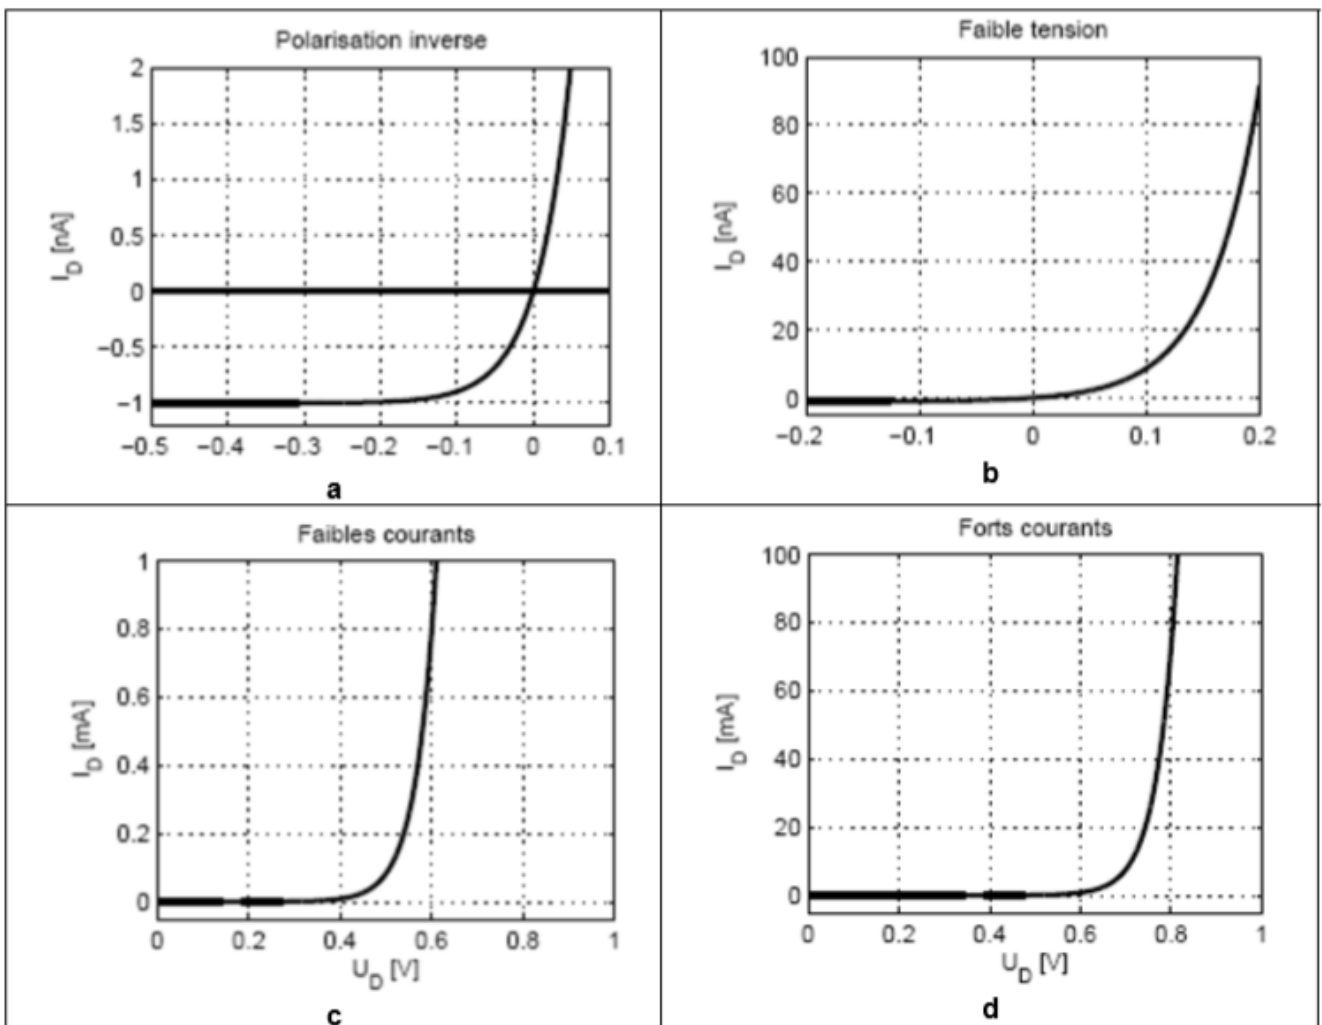 Polarisation inverse
2
1.5
1
0.5
0
−0.5
−1
I_D [nA]
−0.5 −0.4 −0.3 −0.2 −0.1 0 0.1
a
Faible tension
100
80
60
40
20
0
I_D [nA]
−0.2 −0.1 0 0.1 0.2
b
Faibles courants
1
0.8
0.6
0.4
0.2
0
I_D [mA]
0 0.2 0.4 0.6 0.8 1
U_D [V]
c
Forts courants
100
80
60
40
20
0
I_D [mA]
0 0.2 0.4 0.6 0.8 1
U_D [V]
d